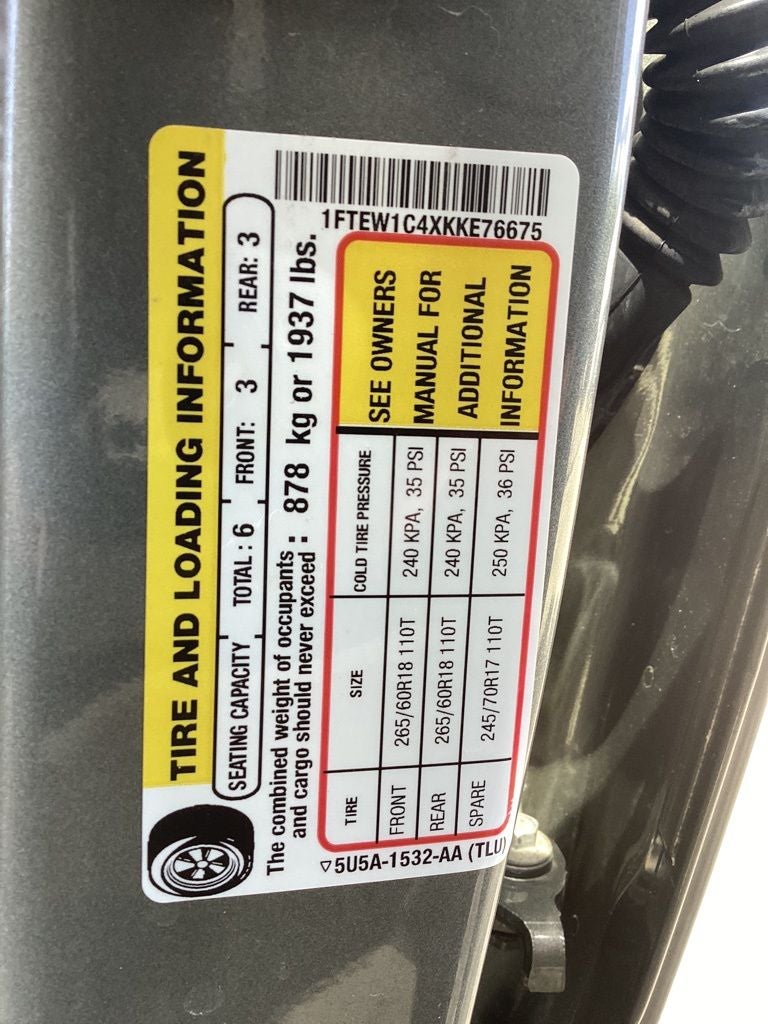 TIRE AND LOADING INFORMATION
SEATING CAPACITY TOTAL : 6 FRONT: 3 REAR: 3
The combined weight of occupants
and cargo should never exceed : 878 kg or 1937 lbs.
TIRE SIZE COLD TIRE PRESSURE
FRONT 265/60R18 110T 240 KPA, 35 PSI
REAR 265/60R18 110T 240 KPA, 35 PSI
SPARE 245/70R17 110T 250 KPA, 36 PSI
SEE OWNERS
MANUAL FOR
ADDITIONAL
INFORMATION
▽5U5A-1532-AA (TLU)
1FTEW1C4XKKE76675